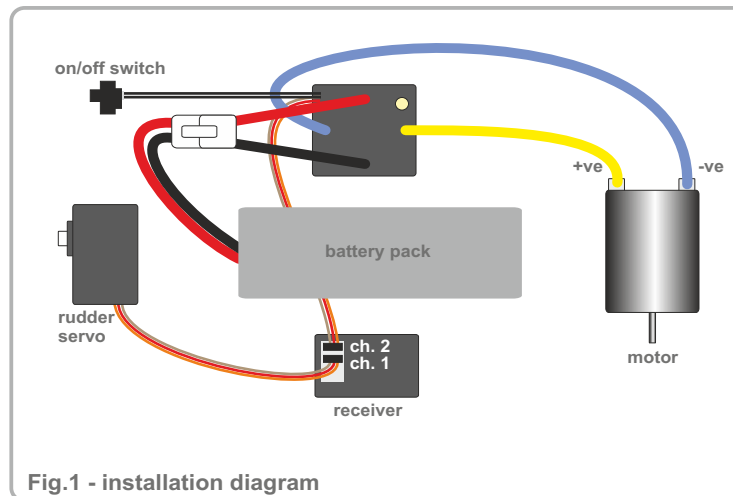 on/off switch
+ve
-ve
battery pack
rudder
servo
ch. 2
ch. 1
motor
receiver
Fig.1 - installation diagram